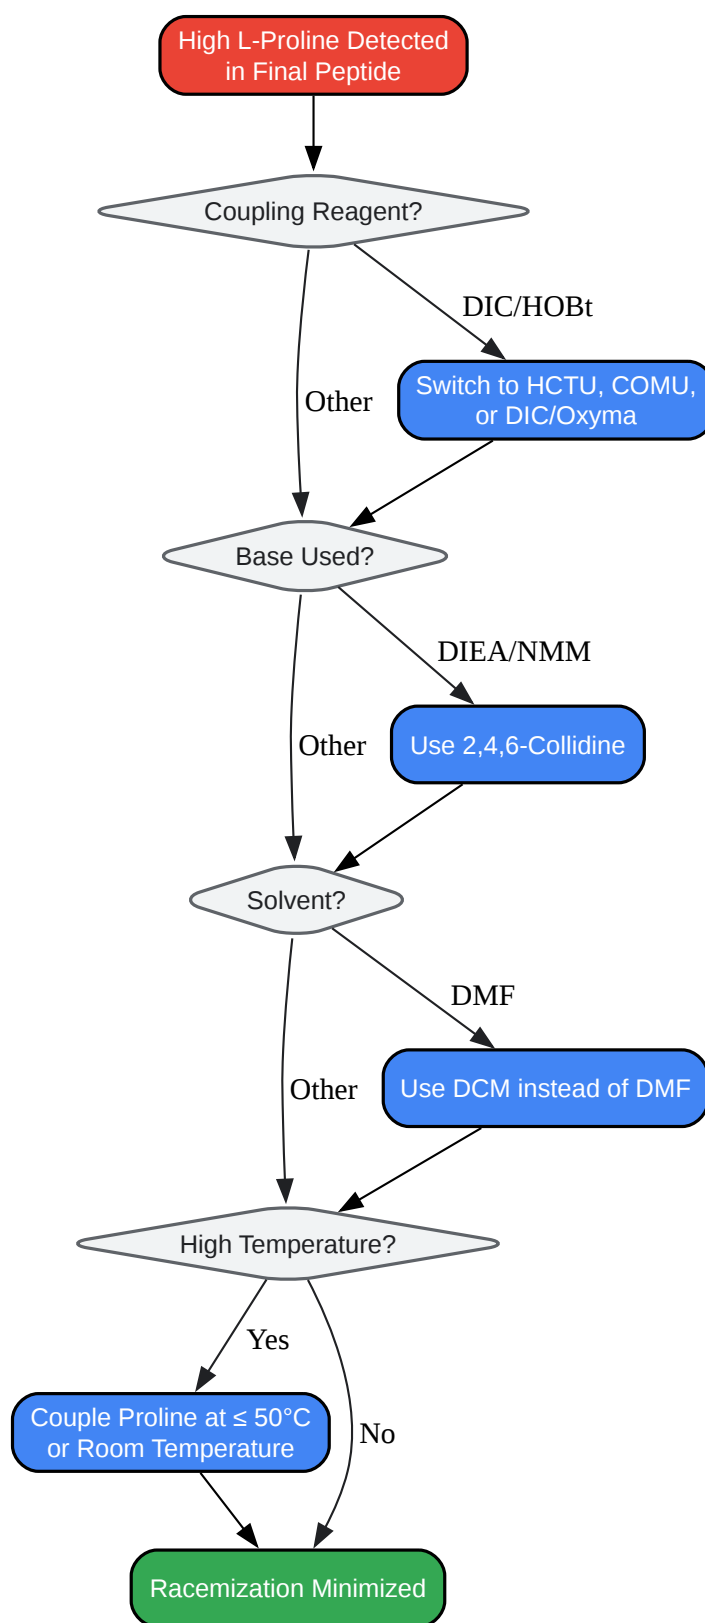 High L-Proline Detected
in Final Peptide
Coupling Reagent?
DIC/HOBt
Switch to HCTU, COMU,
or DIC/Oxyma
Other
Base Used?
DIEA/NMM
Use 2,4,6-Collidine
Other
Solvent?
DMF
Use DCM instead of DMF
Other
High Temperature?
Yes
Couple Proline at ≤ 50°C
or Room Temperature
No
Racemization Minimized